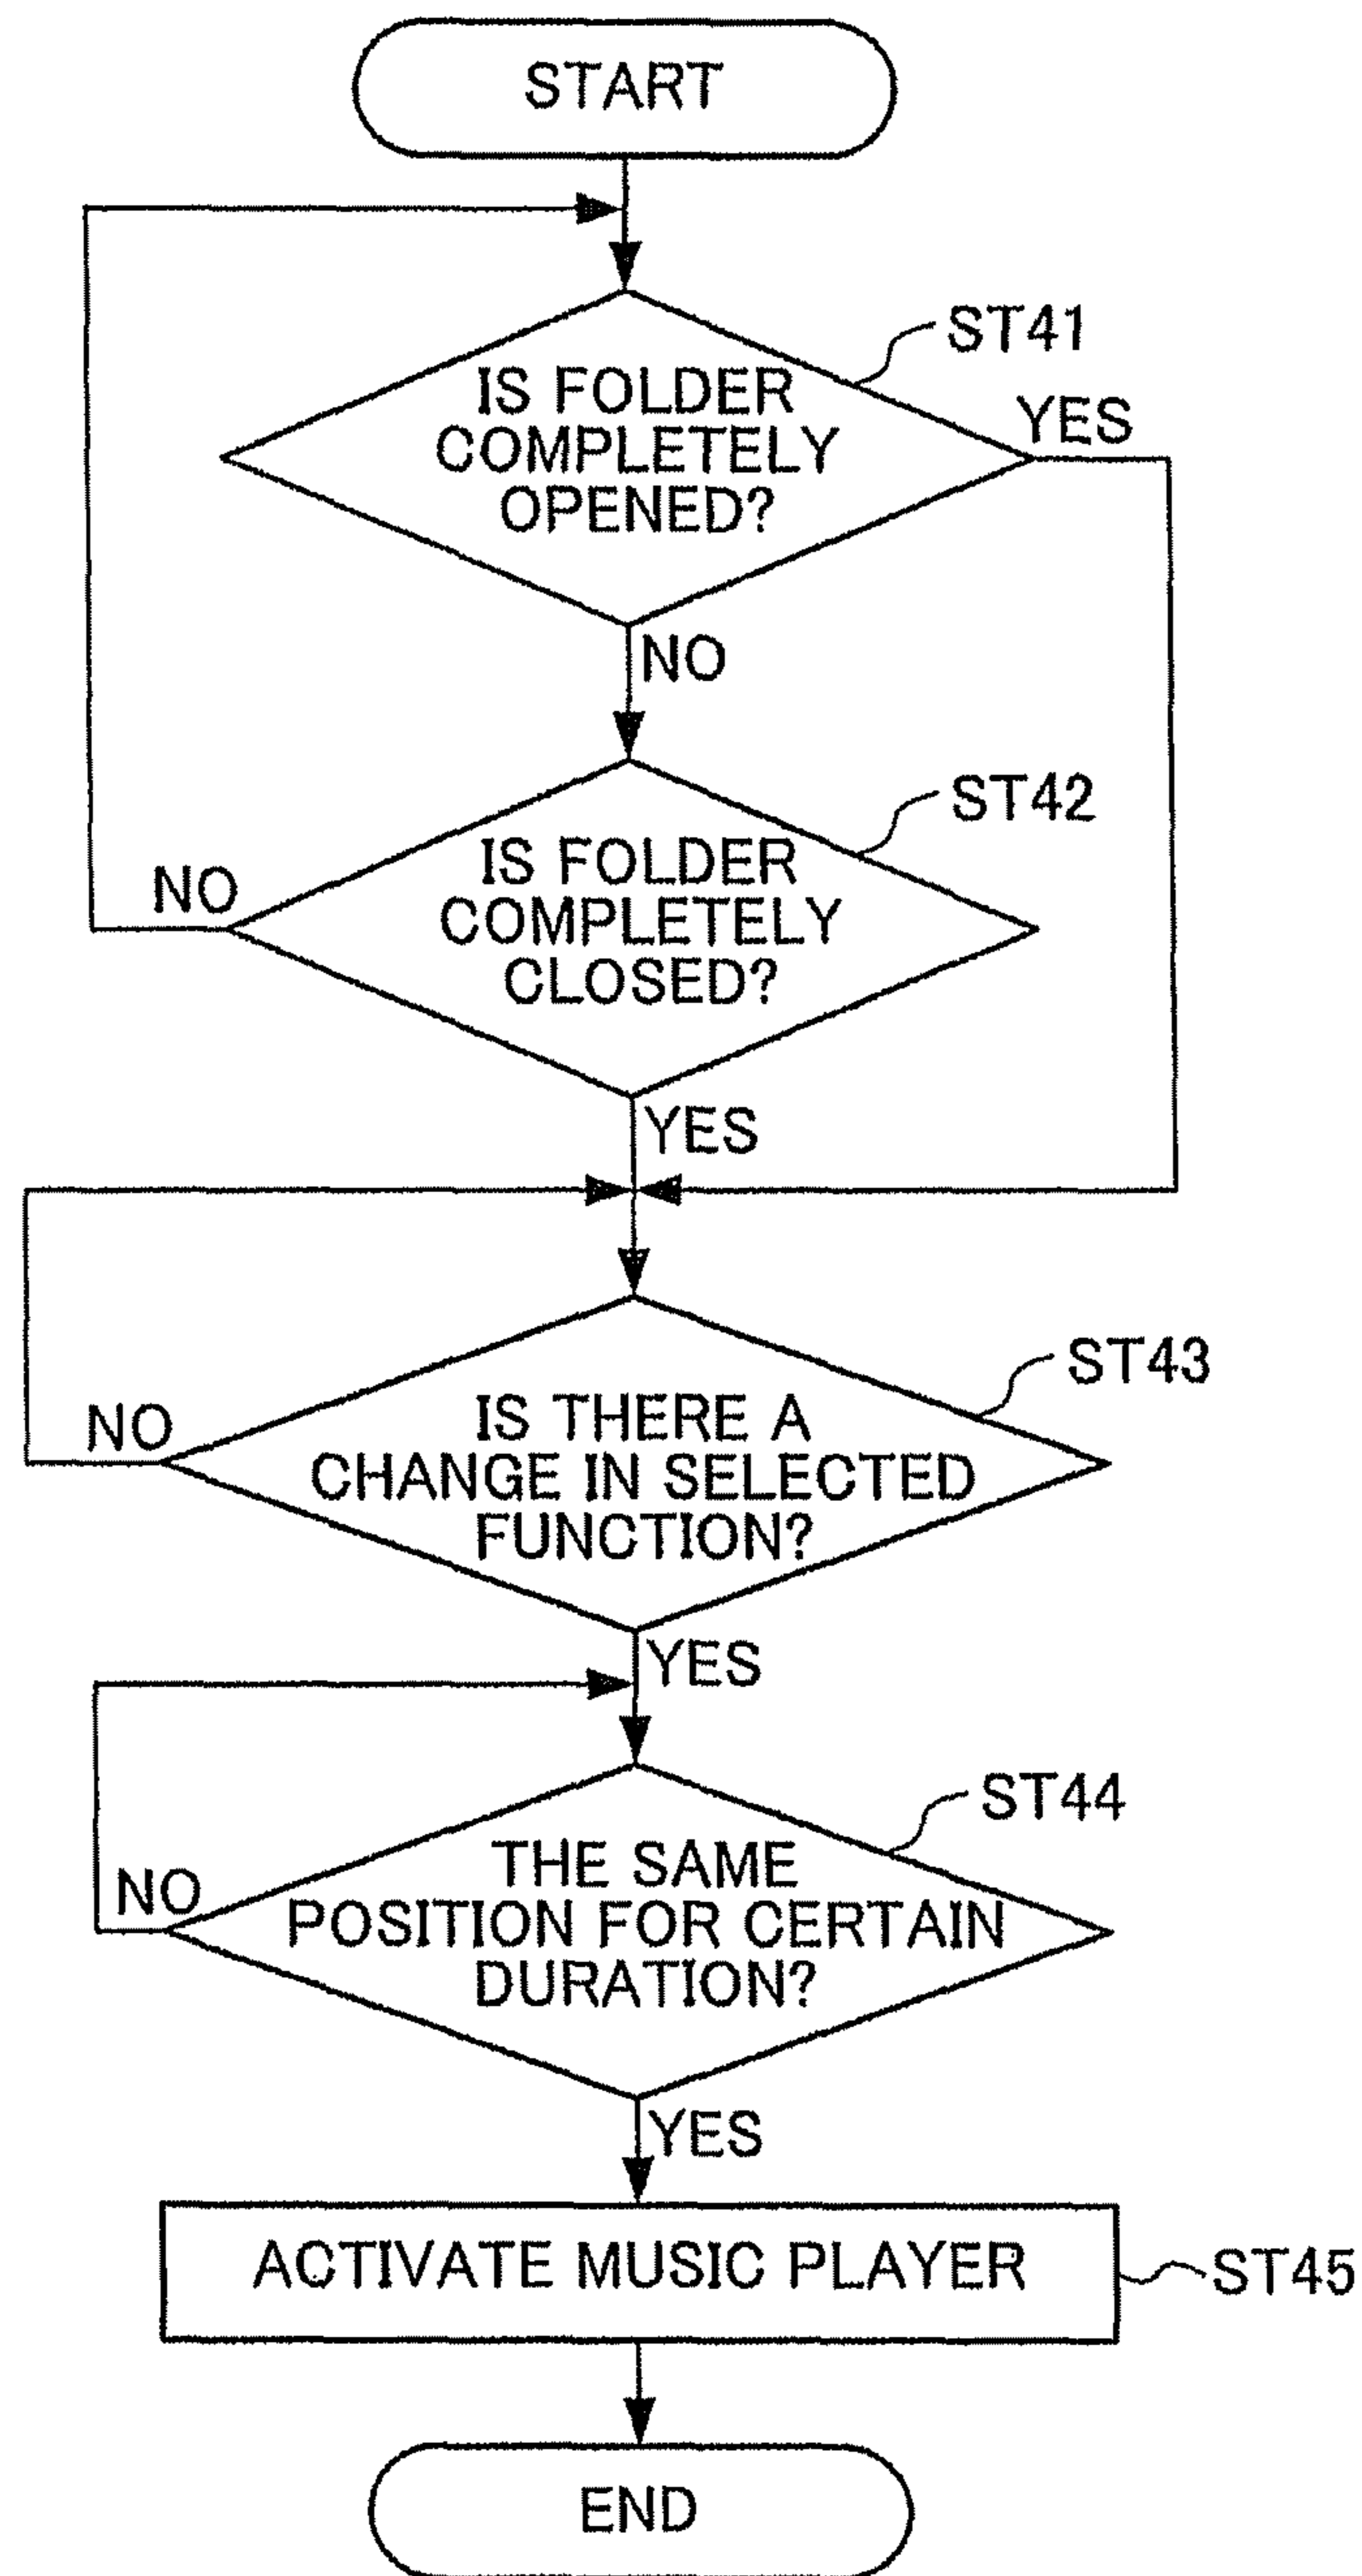 START
ST41
IS FOLDER
COMPLETELY
OPENED?
YES
NO
ST42
IS FOLDER
COMPLETELY
CLOSED?
NO
YES
ST43
IS THERE A
CHANGE IN SELECTED
FUNCTION?
NO
YES
ST44
THE SAME
POSITION FOR CERTAIN
DURATION?
NO
YES
ACTIVATE MUSIC PLAYER
ST45
END